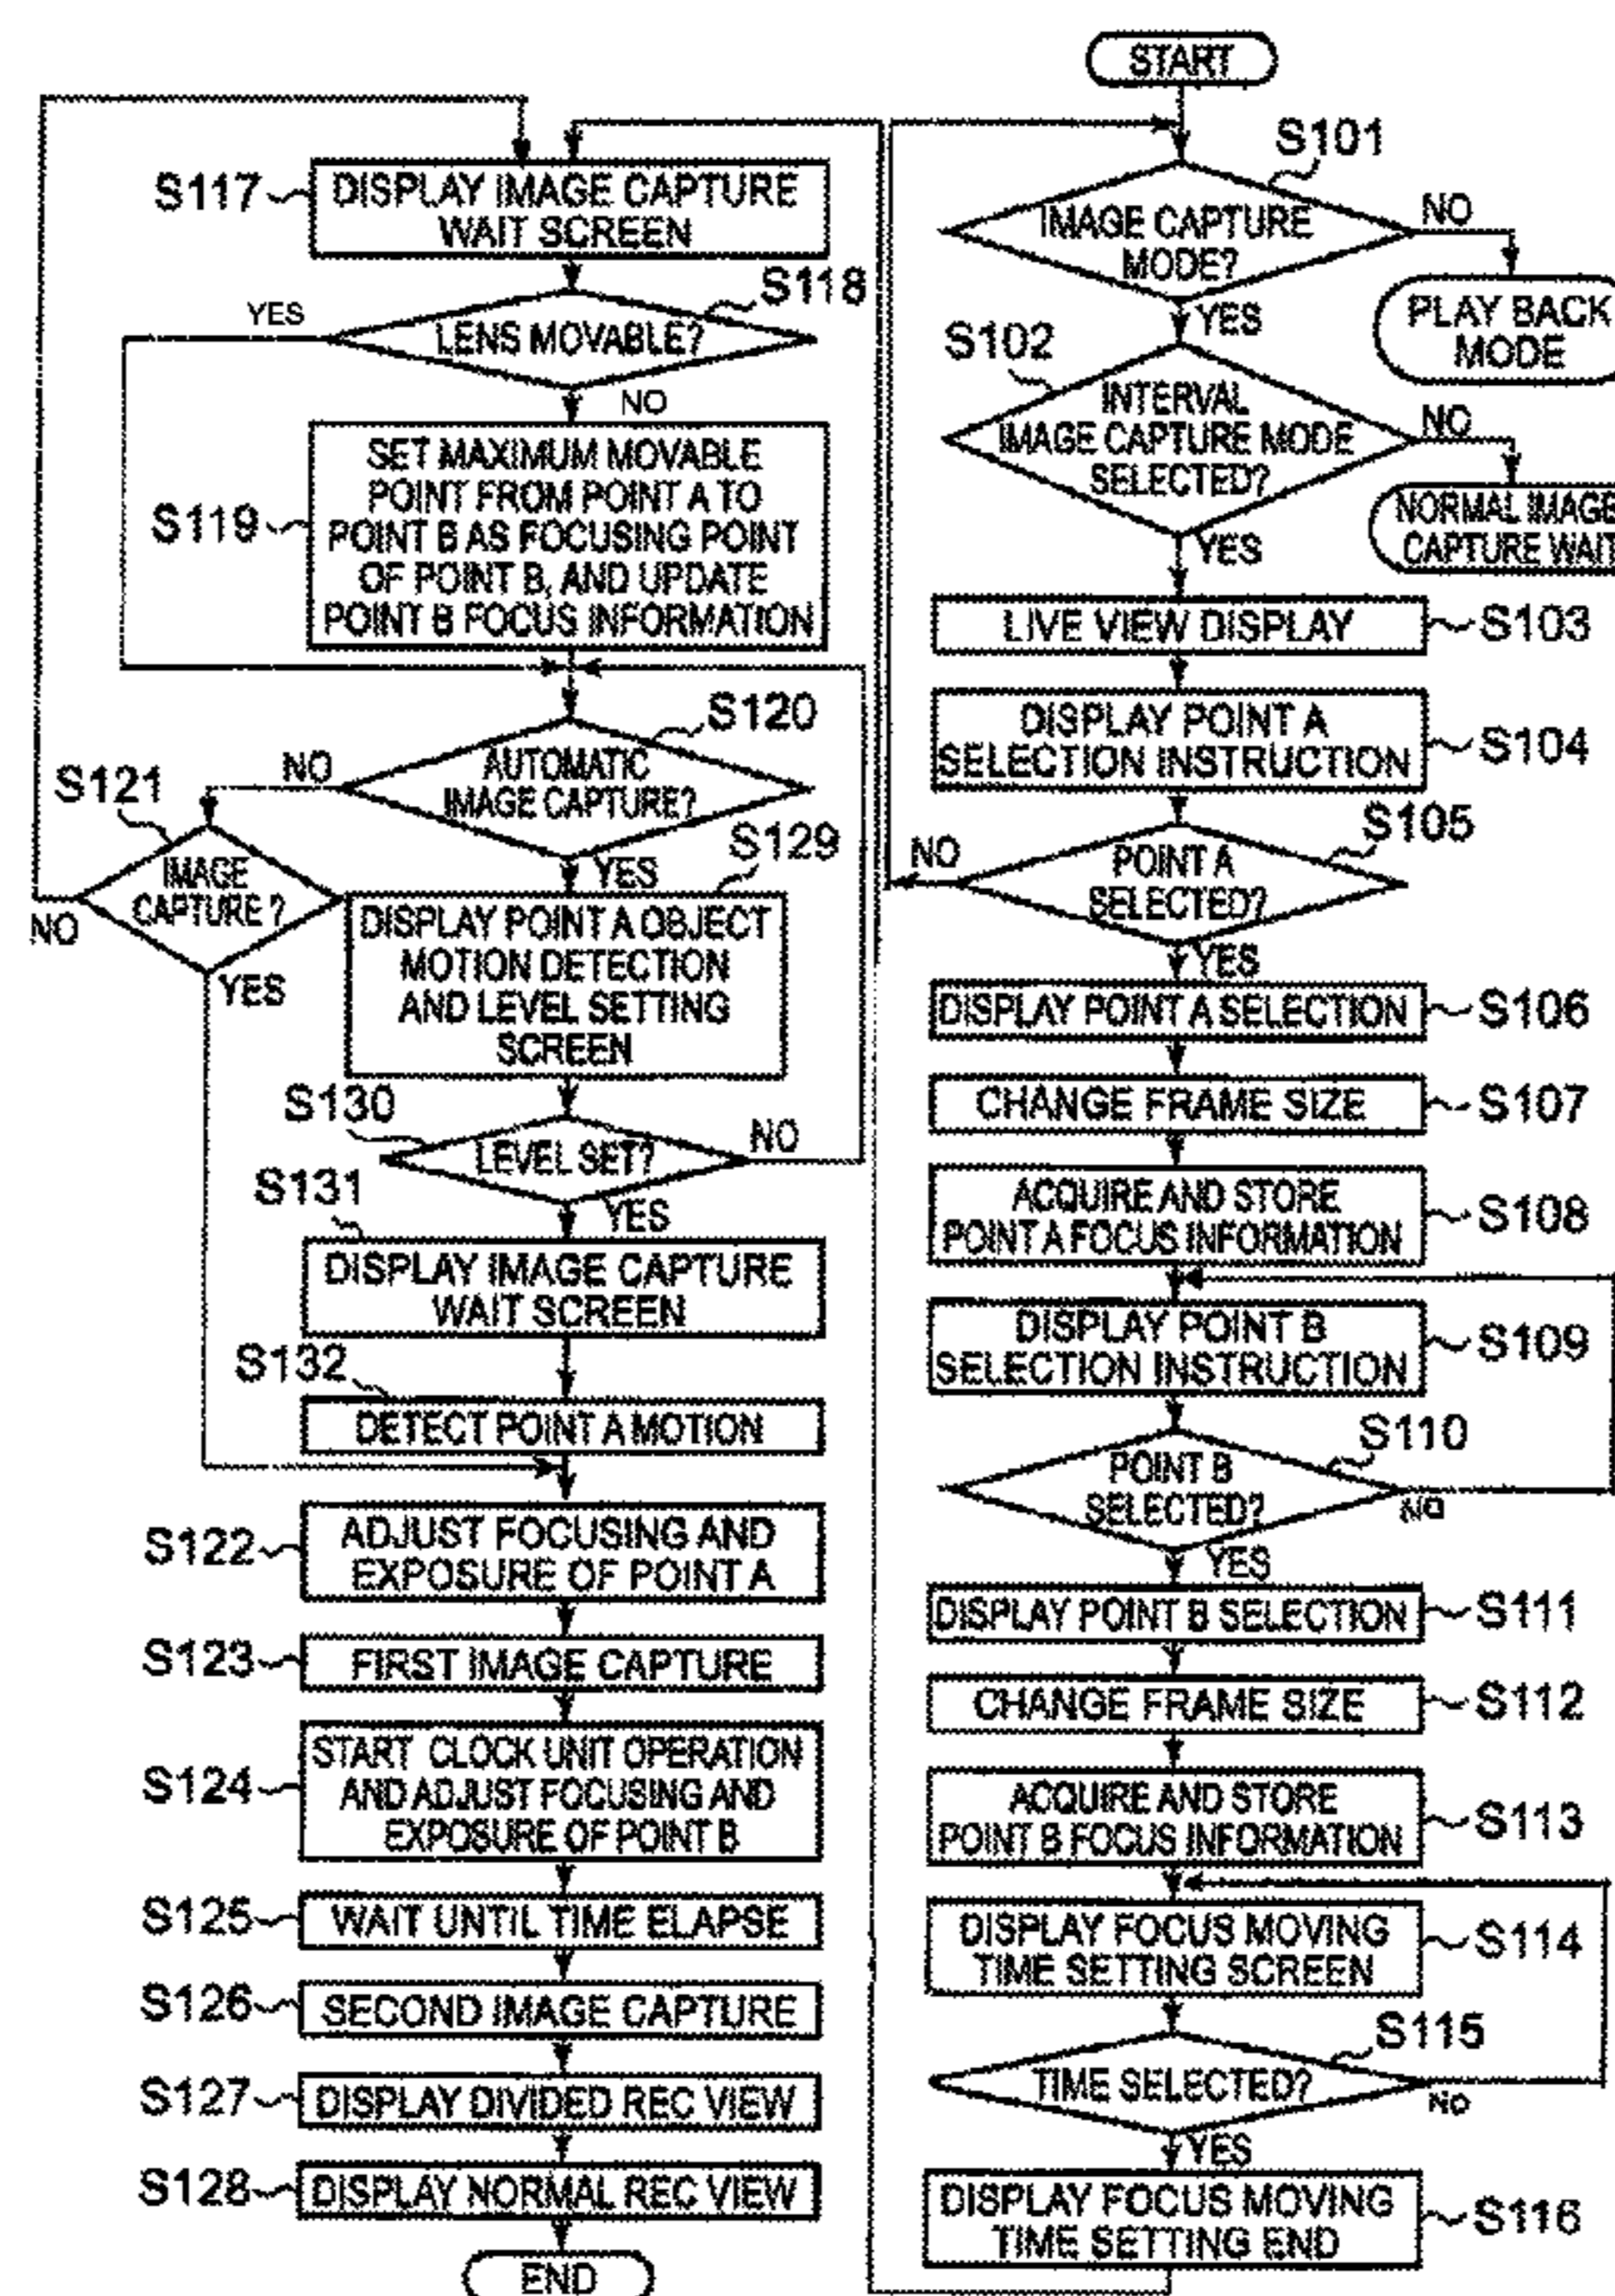 START
S101
IMAGE CAPTURE
MODE?
NO
PLAY BACK
MODE
YES
S102
INTERVAL
IMAGE CAPTURE MODE
SELECTED?
NO
NORMAL IMAGE
CAPTURE WAIT
YES
LIVE VIEW DISPLAY
S103
DISPLAY POINT A
SELECTION INSTRUCTION
S104
S105
POINT A
SELECTED?
NO
YES
DISPLAY POINT A SELECTION
S106
CHANGE FRAME SIZE
S107
ACQUIRE AND STORE
POINT A FOCUS INFORMATION
S108
DISPLAY POINT B
SELECTION INSTRUCTION
S109
S110
POINT B
SELECTED?
NO
YES
DISPLAY POINT B SELECTION
S111
CHANGE FRAME SIZE
S112
ACQUIRE AND STORE
POINT B FOCUS INFORMATION
S113
DISPLAY FOCUS MOVING
TIME SETTING SCREEN
S114
S115
TIME SELECTED?
No
YES
DISPLAY FOCUS MOVING
TIME SETTING END
S116
S117
DISPLAY IMAGE CAPTURE
WAIT SCREEN
S118
YES
LENS MOVABLE?
NO
S119
SET MAXIMUM MOVABLE
POINT FROM POINT A TO
POINT B AS FOCUSING POINT
OF POINT B, AND UPDATE
POINT B FOCUS INFORMATION
S120
NO
AUTOMATIC
IMAGE CAPTURE?
YES
S121
IMAGE
CAPTURE ?
NO
YES
S129
DISPLAY POINT A OBJECT
MOTION DETECTION
AND LEVEL SETTING
SCREEN
S130
LEVEL SET?
NO
YES
S131
DISPLAY IMAGE CAPTURE
WAIT SCREEN
S132
DETECT POINT A MOTION
S122
ADJUST FOCUSING AND
EXPOSURE OF POINT A
S123
FIRST IMAGE CAPTURE
S124
START CLOCK UNIT OPERATION
AND ADJUST FOCUSING AND
EXPOSURE OF POINT B
S125
WAIT UNTIL TIME ELAPSE
S126
SECOND IMAGE CAPTURE
S127
DISPLAY DIVIDED REC VIEW
S128
DISPLAY NORMAL REC VIEW
END